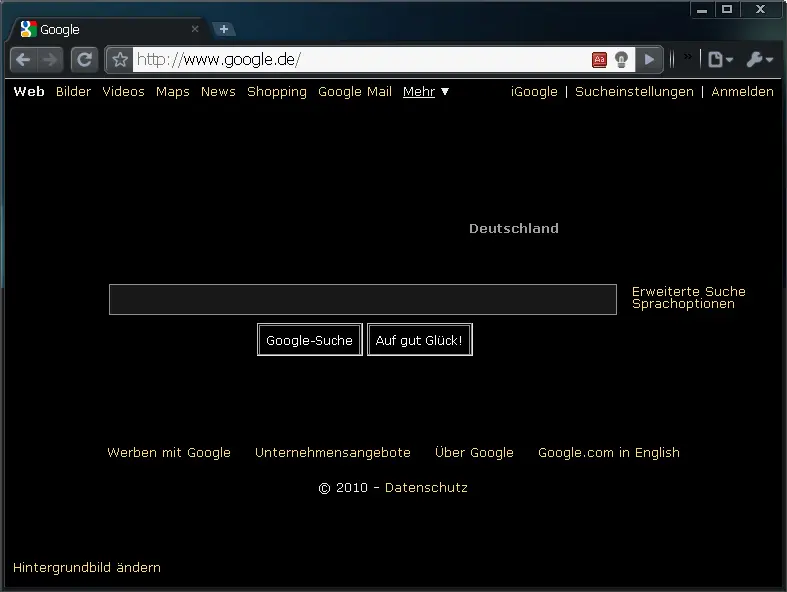 Google
http://www.google.de/
Web Bilder Videos Maps News Shopping Google Mail Mehr ▼ iGoogle | Sucheinstellungen | Anmelden
Deutschland
Erweiterte Suche
Sprachoptionen
Google-Suche Auf gut Glück!
Werben mit Google Unternehmensangebote Über Google Google.com in English
© 2010 - Datenschutz
Hintergrundbild ändern